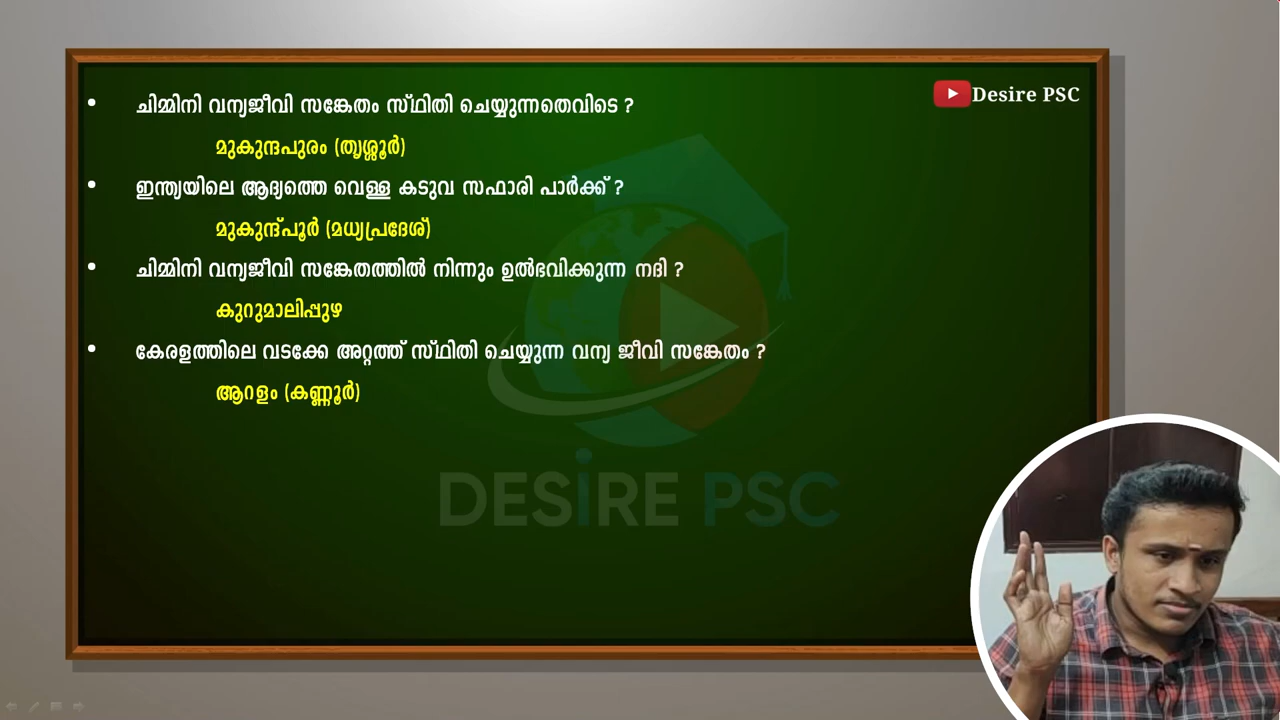 Desire PSC
• ചിമ്മിനി വന്യജീവി സങ്കേതം സ്ഥിതി ചെയ്യുന്നതെവിടെ ?
മുകുന്ദപുരം (തൃശ്ശൂർ)
• ഇന്ത്യയിലെ ആദ്യത്തെ വെള്ള കടുവ സഫാരി പാർക്ക് ?
മുകുന്ദ്പൂർ (മധ്യപ്രദേശ്)
• ചിമ്മിനി വന്യജീവി സങ്കേതത്തിൽ നിന്നും ഉൽഭവിക്കുന്ന നദി ?
കുറുമാലിപ്പുഴ
• കേരളത്തിലെ വടക്കേ അറ്റത്ത് സ്ഥിതി ചെയ്യുന്ന വന്യ ജീവി സങ്കേതം ?
ആറളം (കണ്ണൂർ)
DESiRE PSC